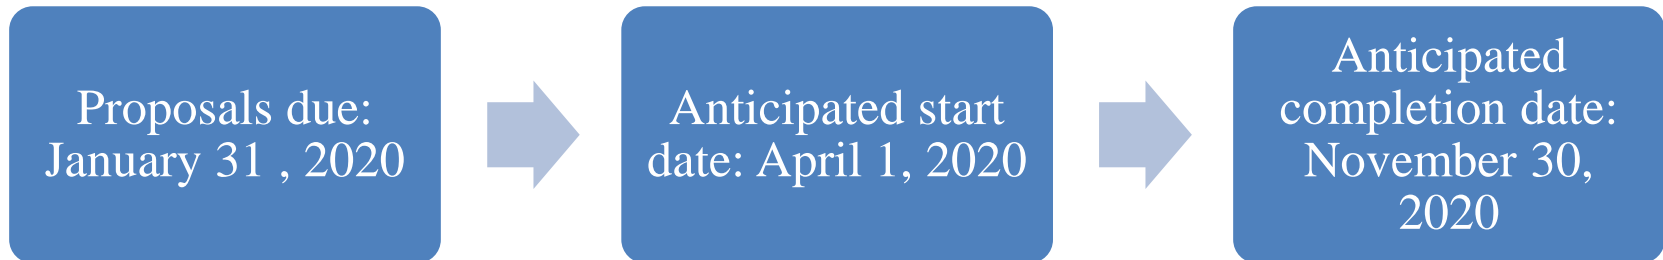 Proposals due:
January 31 , 2020
Anticipated start
date: April 1, 2020
Anticipated
completion date:
November 30,
2020